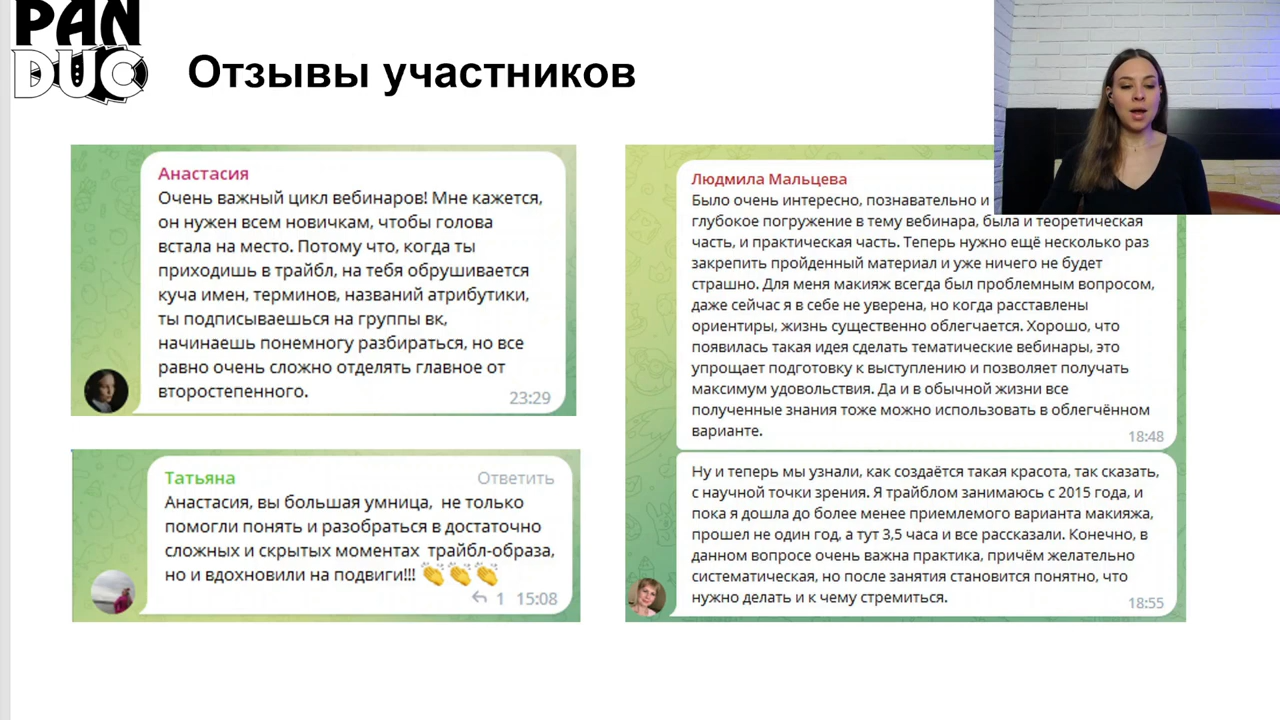 PAN
DUC
Отзывы участников
Анастасия
Очень важный цикл вебинаров! Мне кажется,
он нужен всем новичкам, чтобы голова
встала на место. Потому что, когда ты
приходишь в трайбл, на тебя обрушивается
куча имен, терминов, названий атрибутики,
ты подписываешься на группы вк,
начинаешь понемногу разбираться, но все
равно очень сложно отделять главное от
второстепенного.
23:29
Татьяна
Ответить
Анастасия, вы большая умница, не только
помогли понять и разобраться в достаточно
сложных и скрытых моментах трайбл-образа,
но и вдохновили на подвиги!!! 👏👏👏
1 15:08
Людмила Мальцева
Было очень интересно, познавательно и
глубокое погружение в тему вебинара, была и теоретическая
часть, и практическая часть. Теперь нужно ещё несколько раз
закрепить пройденный материал и уже ничего не будет
страшно. Для меня макияж всегда был проблемным вопросом,
даже сейчас я в себе не уверена, но когда расставлены
ориентиры, жизнь существенно облегчается. Хорошо, что
появилась такая идея сделать тематические вебинары, это
упрощает подготовку к выступлению и позволяет получать
максимум удовольствия. Да и в обычной жизни все
полученные знания тоже можно использовать в облегчённом
варианте.
18:48
Ну и теперь мы узнали, как создаётся такая красота, так сказать,
с научной точки зрения. Я трайблом занимаюсь с 2015 года, и
пока я дошла до более менее приемлемого варианта макияжа,
прошел не один год, а тут 3,5 часа и все рассказали. Конечно, в
данном вопросе очень важна практика, причём желательно
систематическая, но после занятия становится понятно, что
нужно делать и к чему стремиться.
18:55